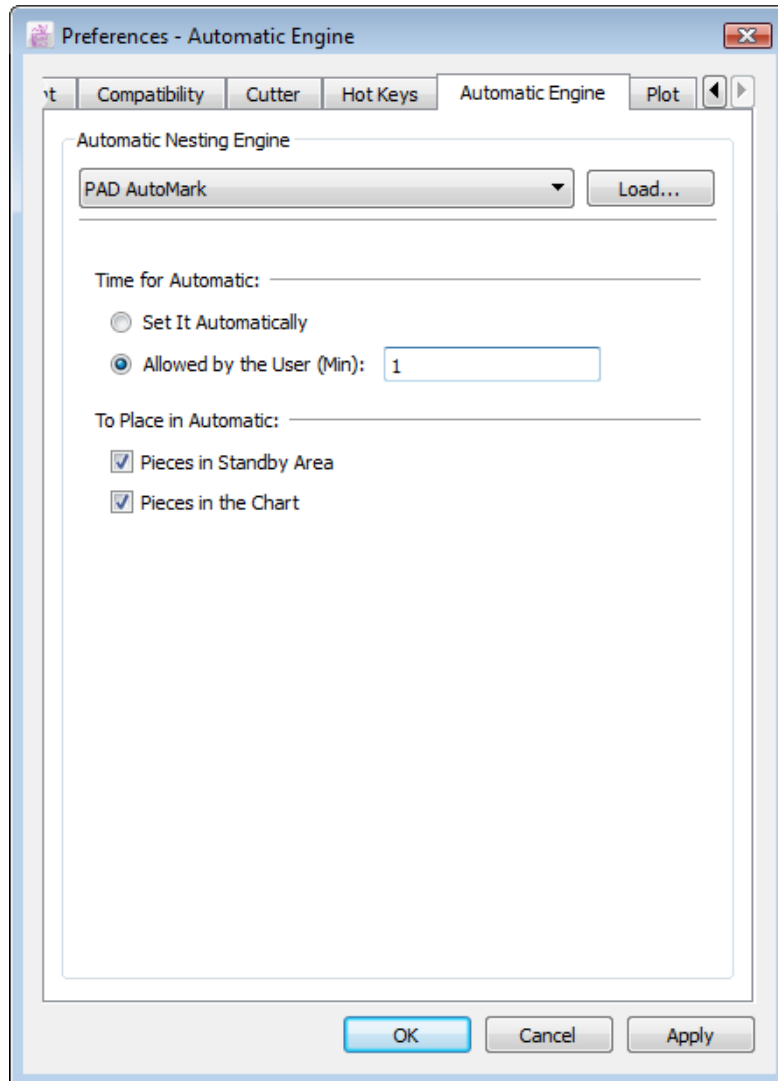 Preferences - Automatic Engine
Compatibility Cutter Hot Keys Automatic Engine Plot
Automatic Nesting Engine
PAD AutoMark Load...
Time for Automatic:
Set It Automatically
Allowed by the User (Min): 1
To Place in Automatic:
Pieces in Standby Area
Pieces in the Chart
OK Cancel Apply